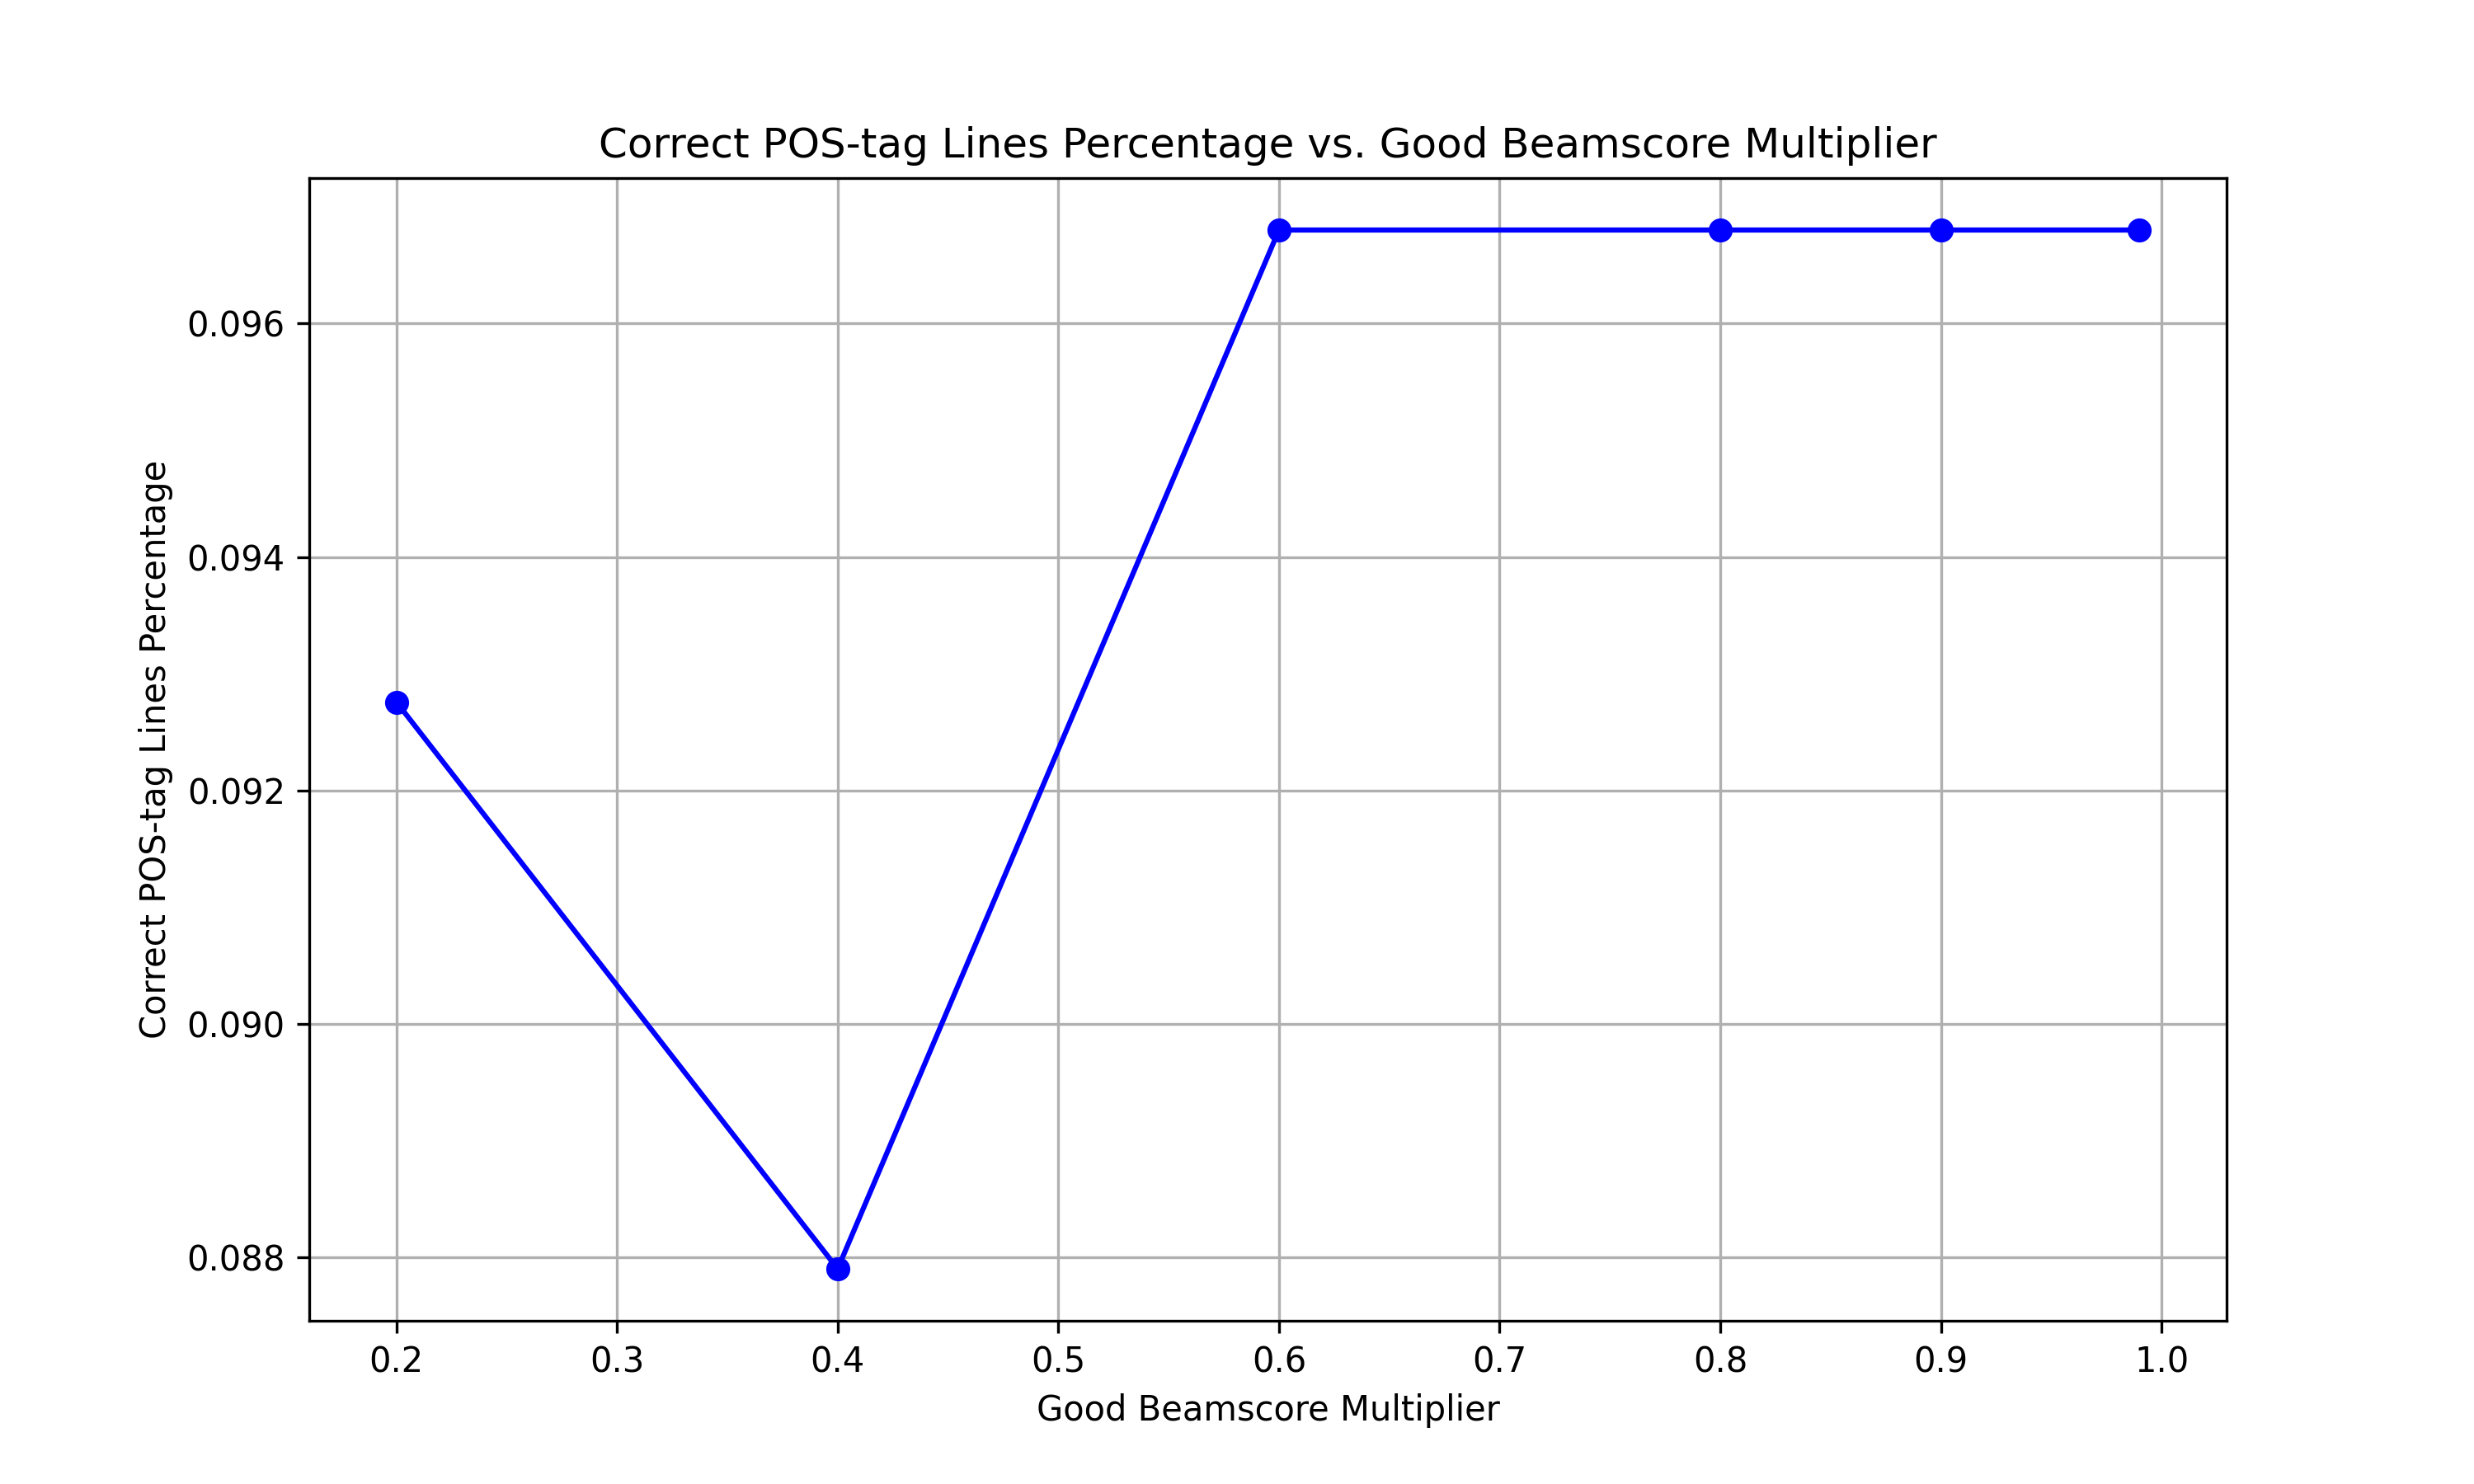 Correct POS-tag Lines Percentage vs. Good Beamscore Multiplier
Correct POS-tag Lines Percentage
0.096
0.094
0.092
0.090
0.088
0.2 0.3 0.4 0.5 0.6 0.7 0.8 0.9 1.0
Good Beamscore Multiplier